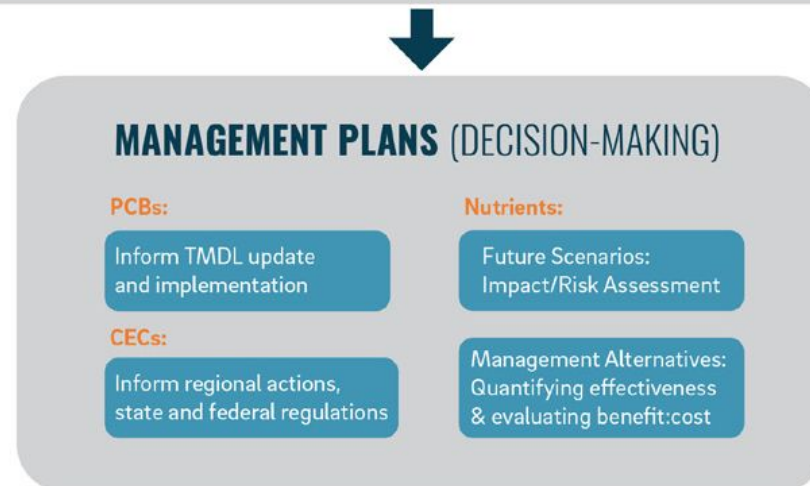 MANAGEMENT PLANS (DECISION-MAKING)
PCBs:
Inform TMDL update
and implementation
CECs:
Inform regional actions,
state and federal regulations
Nutrients:
Future Scenarios:
Impact/Risk Assessment
Management Alternatives:
Quantifying effectiveness
& evaluating benefit:cost